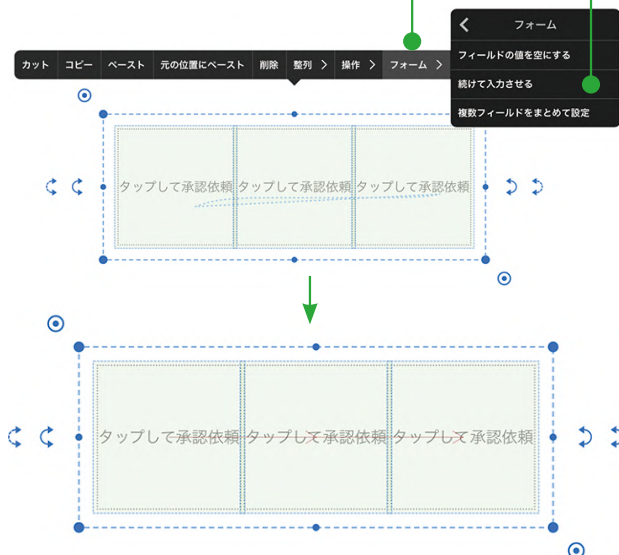 フォーム
カット コピー ペースト 元の位置にペースト 削除 整列 操作 フォーム
フィールドの値を空にする
続けて入力させる
複数フィールドをまとめて設定
タップして承認依頼 タップして承認依頼 タップして承認依頼
タップして承認依頼 タップして承認依頼 タップして承認依頼